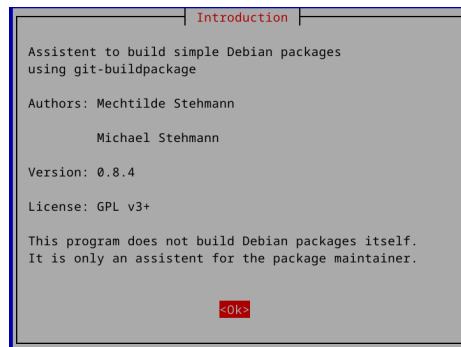 Introduction
Assistent to build simple Debian packages
using git-buildpackage
Authors: Mechtilde Stehmann
Michael Stehmann
Version: 0.8.4
License: GPL v3+
This program does not build Debian packages itself.
It is only an assistent for the package maintainer.
<Ok>